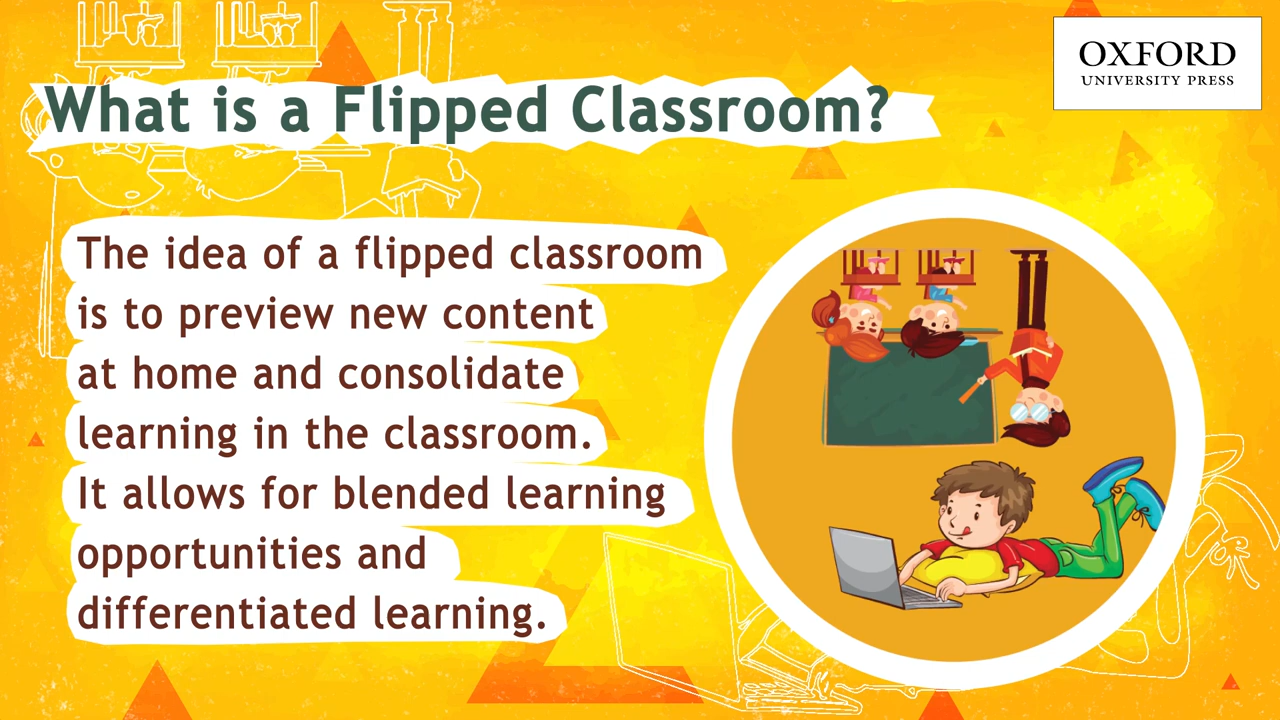 OXFORD
UNIVERSITY PRESS
What is a Flipped Classroom?
The idea of a flipped classroom
is to preview new content
at home and consolidate
learning in the classroom.
It allows for blended learning
opportunities and
differentiated learning.